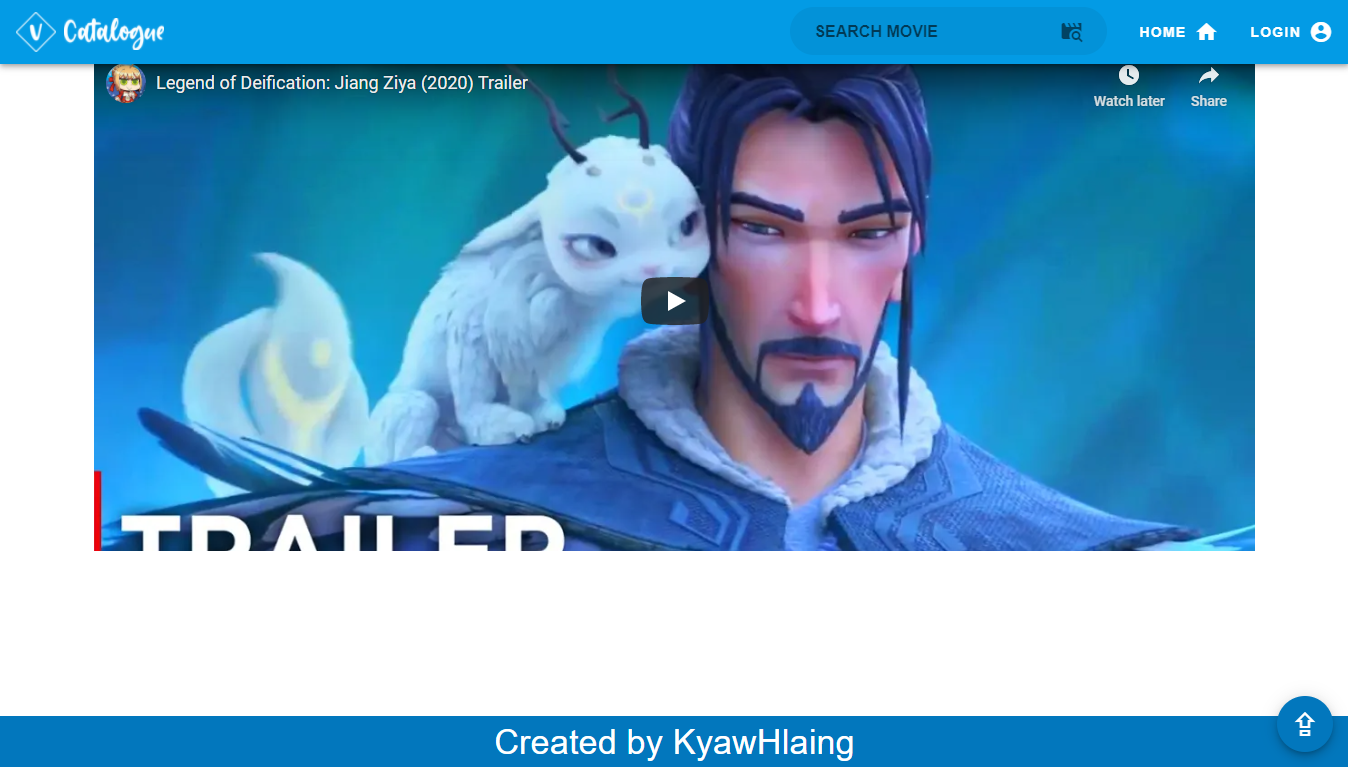 V Catalogue
SEARCH MOVIE
HOME
LOGIN
Legend of Deification: Jiang Ziya (2020) Trailer
Watch later
Share
TRAILER
Created by KyawHlaing